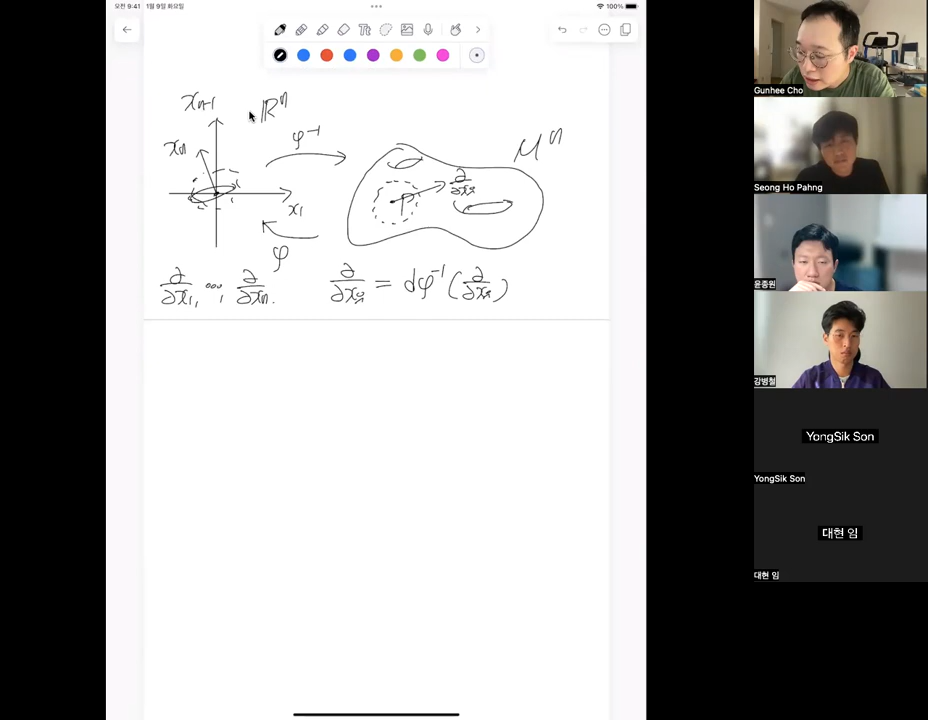 오전 9:41 1월 9일 화요일
100%
x_{n-1}
ℝⁿ
φ⁻¹
x_n
x_1
φ
Mⁿ
p
∂/∂x_i
∂/∂x_1, ..., ∂/∂x_n.
∂/∂x_i = dφ⁻¹(∂/∂x_i)
Gunhee Cho
Seong Ho Pahng
윤종원
강병철
YongSik Son
YongSik Son
대현 임
대현 임